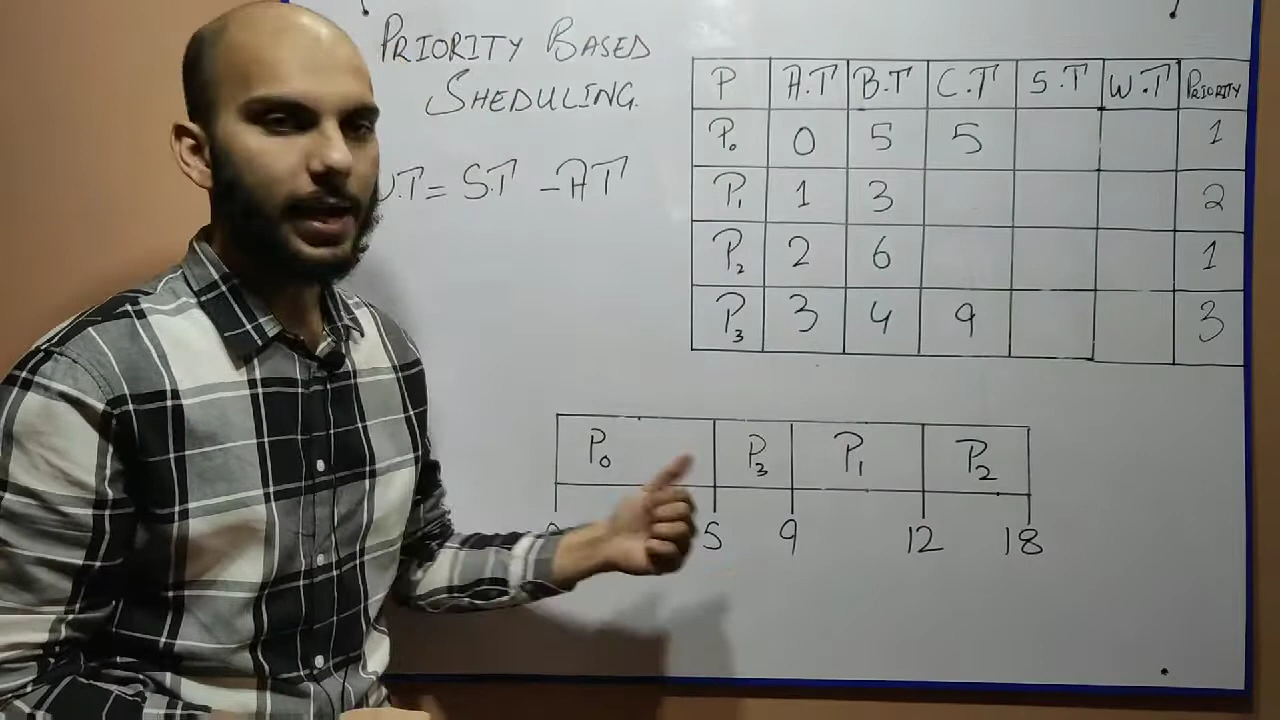 PRIORITY BASED
SHEDULING.
.T = S.T - AT
P A.T B.T C.T S.T W.T PRIORITY
P0 0 5 5 1
P1 1 3 2
P2 2 6 1
P3 3 4 9 3
P0 P3 P1 P2
5 9 12 18